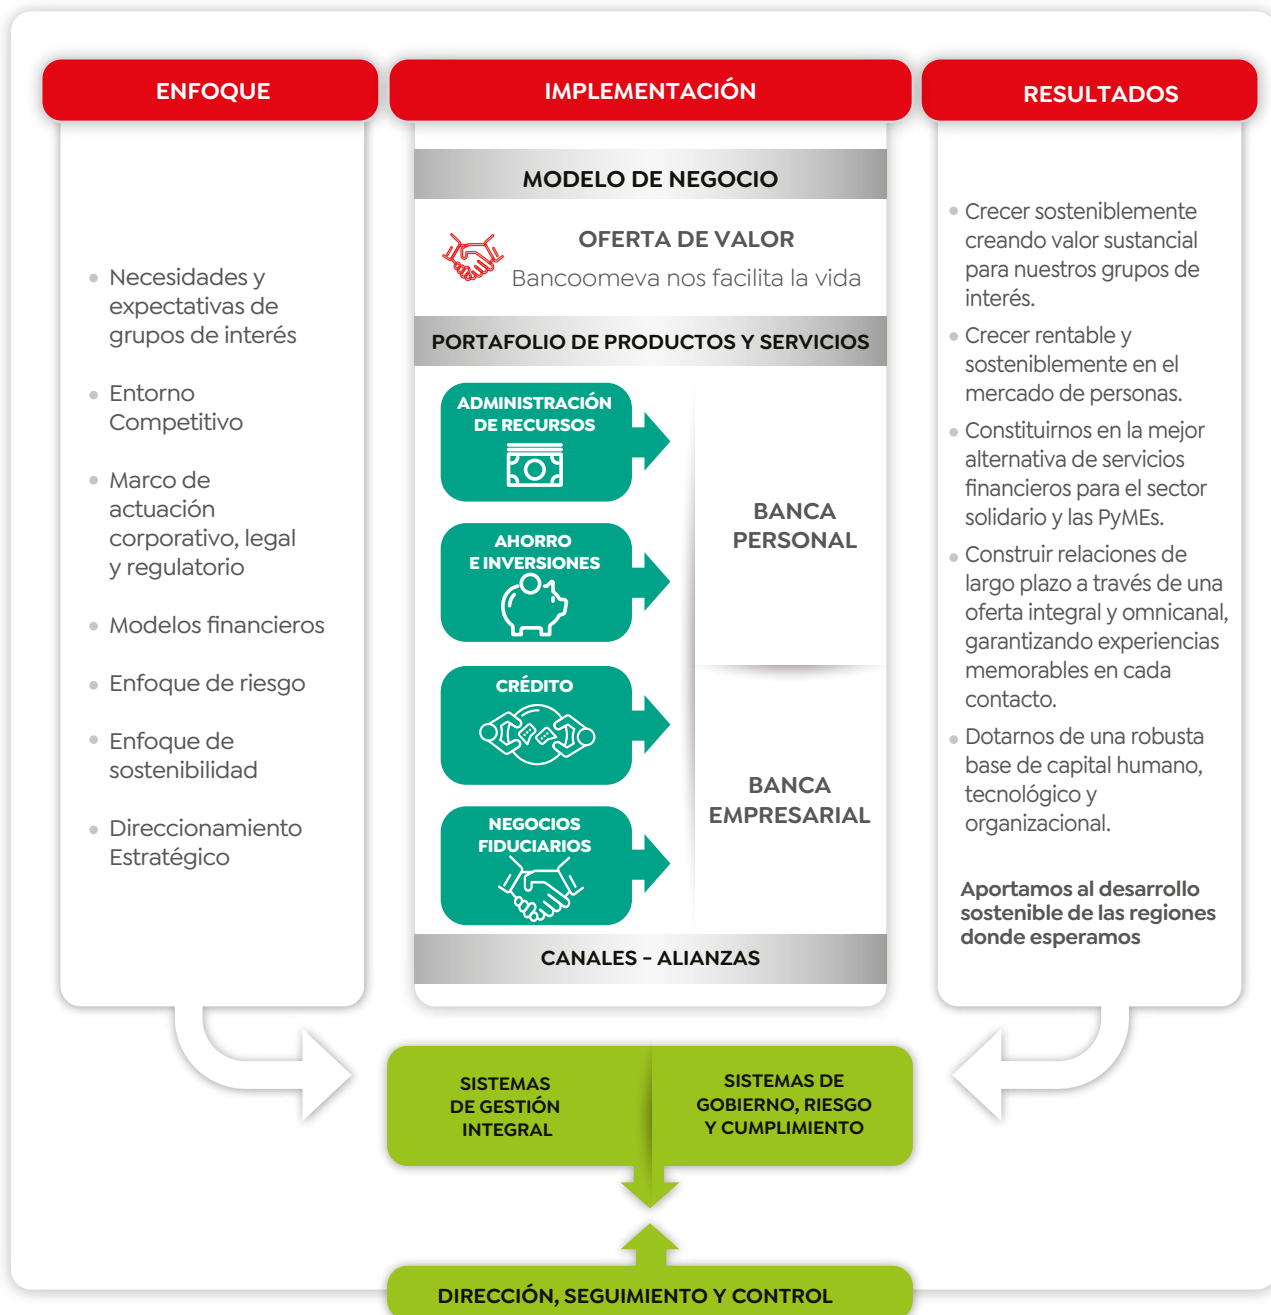 ENFOQUE
Necesidades y
expectativas de
grupos de interés
Entorno
Competitivo
Marco de
actuación
corporativo, legal
y regulatorio
Modelos financieros
Enfoque de riesgo
Enfoque de
sostenibilidad
Direccionamiento
Estratégico
IMPLEMENTACIÓN
MODELO DE NEGOCIO
OFERTA DE VALOR
Bancoomeva nos facilita la vida
PORTAFOLIO DE PRODUCTOS Y SERVICIOS
ADMINISTRACIÓN
DE RECURSOS
AHORRO
E INVERSIONES
CRÉDITO
NEGOCIOS
FIDUCIARIOS
BANCA
PERSONAL
BANCA
EMPRESARIAL
CANALES - ALIANZAS
RESULTADOS
Crecer sosteniblemente
creando valor sustancial
para nuestros grupos de
interés.
Crecer rentable y
sosteniblemente en el
mercado de personas.
Constituirnos en la mejor
alternativa de servicios
financieros para el sector
solidario y las PyMEs.
Construir relaciones de
largo plazo a través de una
oferta integral y omnicanal,
garantizando experiencias
memorables en cada
contacto.
Dotarnos de una robusta
base de capital humano,
tecnológico y
organizacional.
Aportamos al desarrollo
sostenible de las regiones
donde esperamos
SISTEMAS
DE GESTIÓN
INTEGRAL
SISTEMAS DE
GOBIERNO, RIESGO
Y CUMPLIMIENTO
DIRECCIÓN, SEGUIMIENTO Y CONTROL